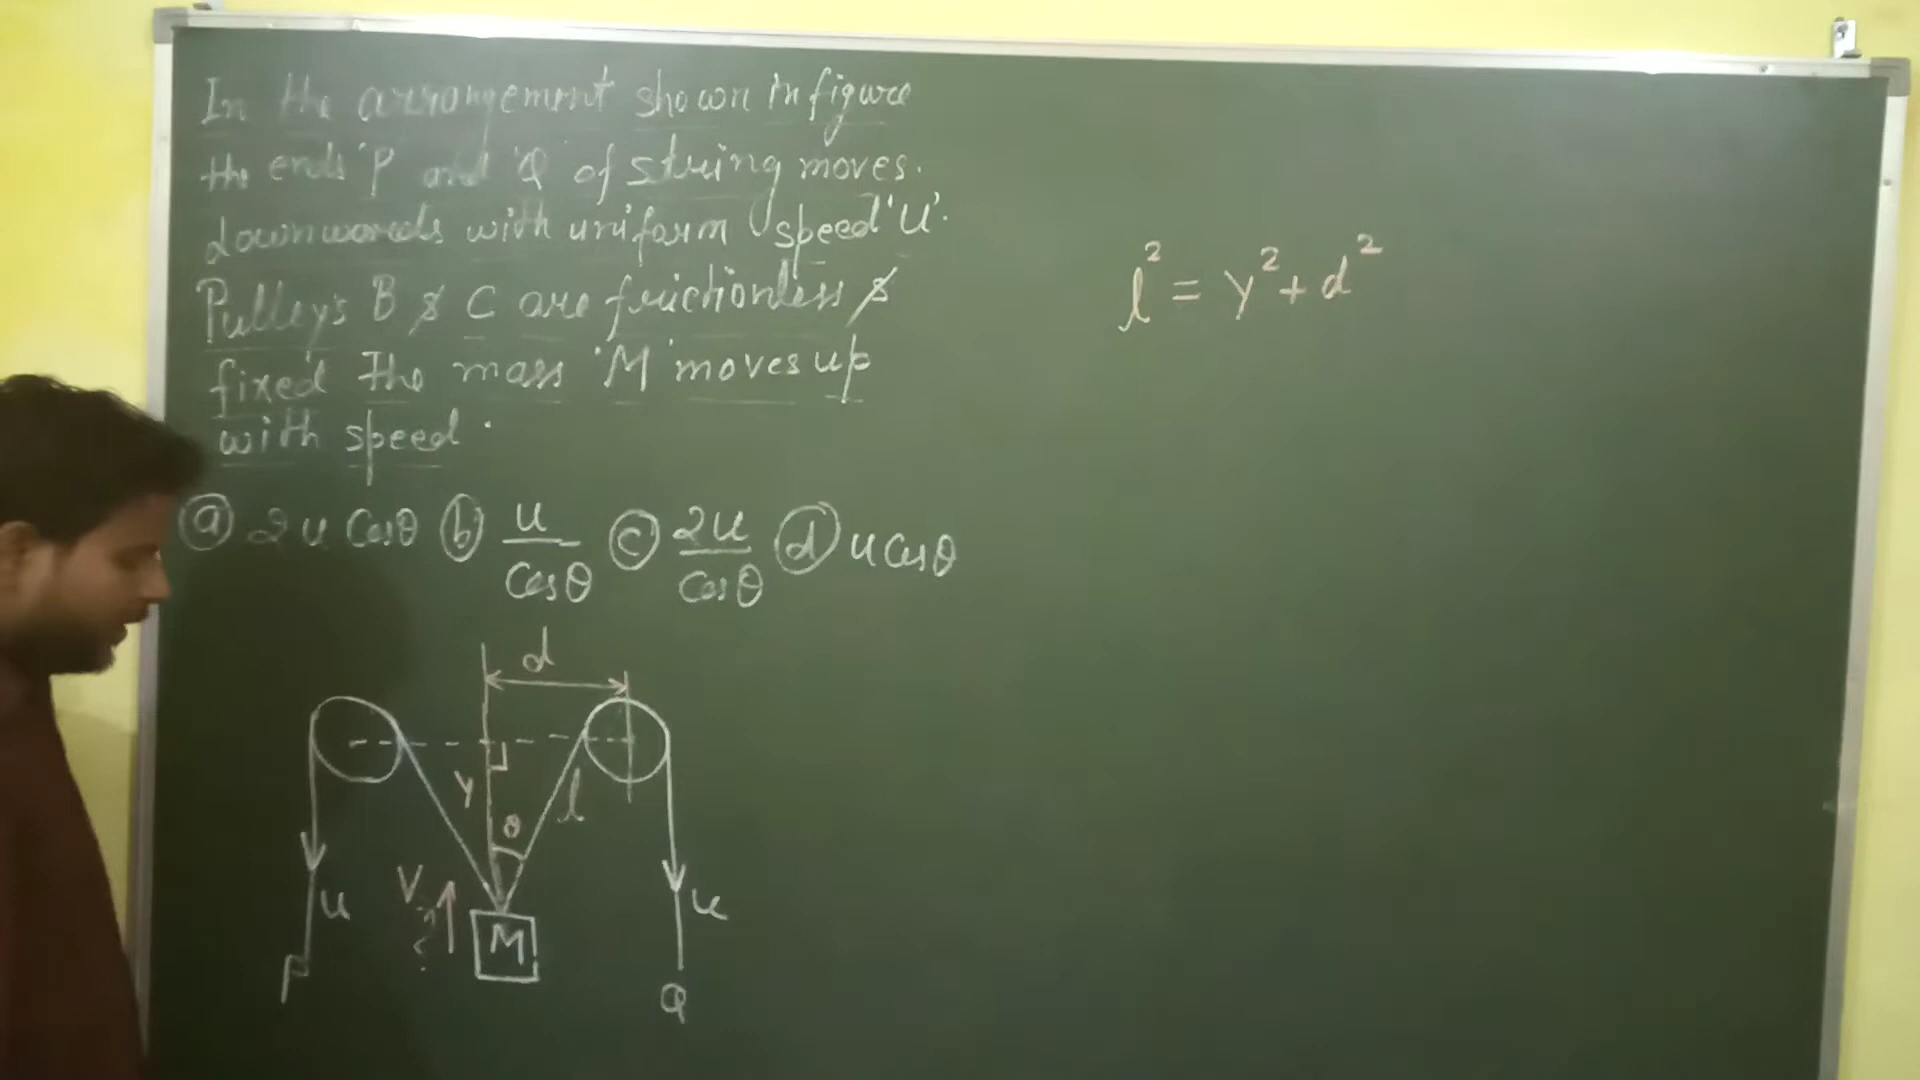 In the arrangement shown in figure
the ends 'P' and 'Q' of string moves.
downwards with uniform speed 'U'.
Pulley's B & C are frictionless &
fixed The mass 'M' moves up
with speed.
ⓐ 2u Cosθ ⓑ u/Cosθ ⓒ 2u/Cosθ ⓓ u Cosθ
l² = y² + d²
d
y
l
θ
V ?
u
u
M
P
Q